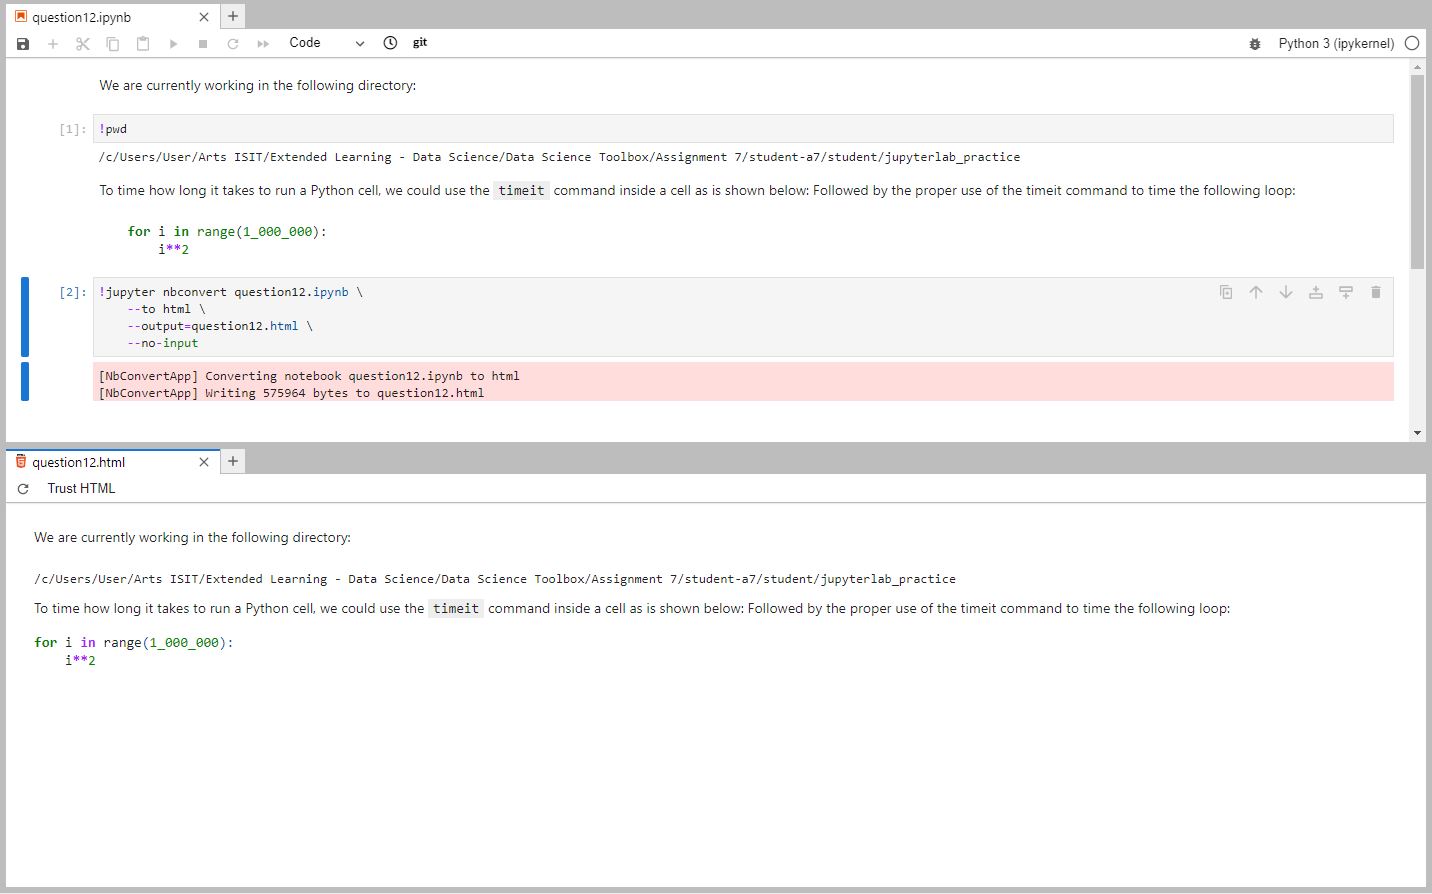 question12.ipynb
Code
git
Python 3 (ipykernel)
We are currently working in the following directory:
[1]:
!pwd
/c/Users/User/Arts ISIT/Extended Learning - Data Science/Data Science Toolbox/Assignment 7/student-a7/student/jupyterlab_practice
To time how long it takes to run a Python cell, we could use the timeit command inside a cell as is shown below: Followed by the proper use of the timeit command to time the following loop:
for i in range(1_000_000):
    i**2
[2]:
!jupyter nbconvert question12.ipynb \
    --to html \
    --output=question12.html \
    --no-input
[NbConvertApp] Converting notebook question12.ipynb to html
[NbConvertApp] Writing 575964 bytes to question12.html
question12.html
Trust HTML
We are currently working in the following directory:
/c/Users/User/Arts ISIT/Extended Learning - Data Science/Data Science Toolbox/Assignment 7/student-a7/student/jupyterlab_practice
To time how long it takes to run a Python cell, we could use the timeit command inside a cell as is shown below: Followed by the proper use of the timeit command to time the following loop:
for i in range(1_000_000):
    i**2